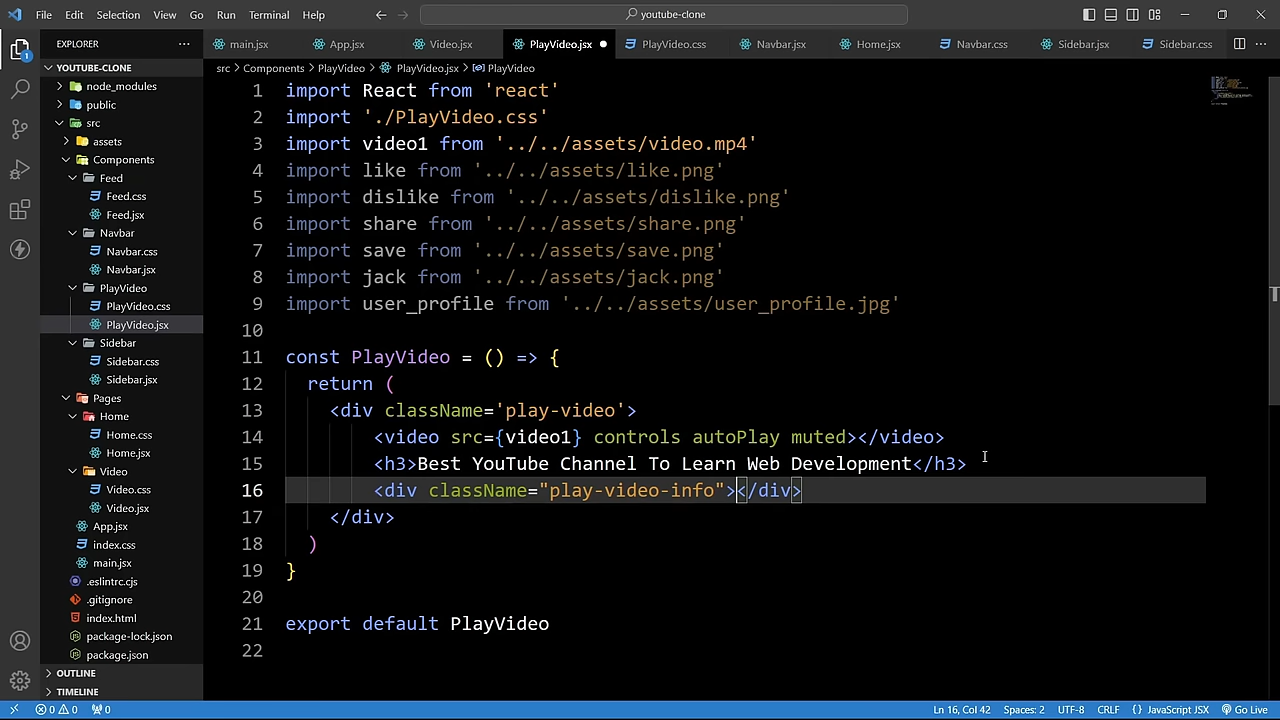 File Edit Selection View Go Run Terminal Help youtube-clone
EXPLORER
main.jsx App.jsx Video.jsx PlayVideo.jsx PlayVideo.css Navbar.jsx Home.jsx Navbar.css Sidebar.jsx Sidebar.css
src > Components > PlayVideo > PlayVideo.jsx > PlayVideo
YOUTUBE-CLONE
node_modules
public
src
assets
Components
Feed
Feed.css
Feed.jsx
Navbar
Navbar.css
Navbar.jsx
PlayVideo
PlayVideo.css
PlayVideo.jsx
Sidebar
Sidebar.css
Sidebar.jsx
Pages
Home
Home.css
Home.jsx
Video
Video.css
Video.jsx
App.jsx
index.css
main.jsx
.eslintrc.cjs
.gitignore
index.html
package-lock.json
package.json
OUTLINE
TIMELINE
1 import React from 'react'
2 import './PlayVideo.css'
3 import video1 from '../../assets/video.mp4'
4 import like from '../../assets/like.png'
5 import dislike from '../../assets/dislike.png'
6 import share from '../../assets/share.png'
7 import save from '../../assets/save.png'
8 import jack from '../../assets/jack.png'
9 import user_profile from '../../assets/user_profile.jpg'
10
11 const PlayVideo = () => {
12 return (
13 <div className='play-video'>
14 <video src={video1} controls autoPlay muted></video>
15 <h3>Best YouTube Channel To Learn Web Development</h3>
16 <div className="play-video-info"></div>
17 </div>
18 )
19 }
20
21 export default PlayVideo
22
0 0 0 Ln 16, Col 42 Spaces: 2 UTF-8 CRLF {} JavaScript JSX Go Live
1